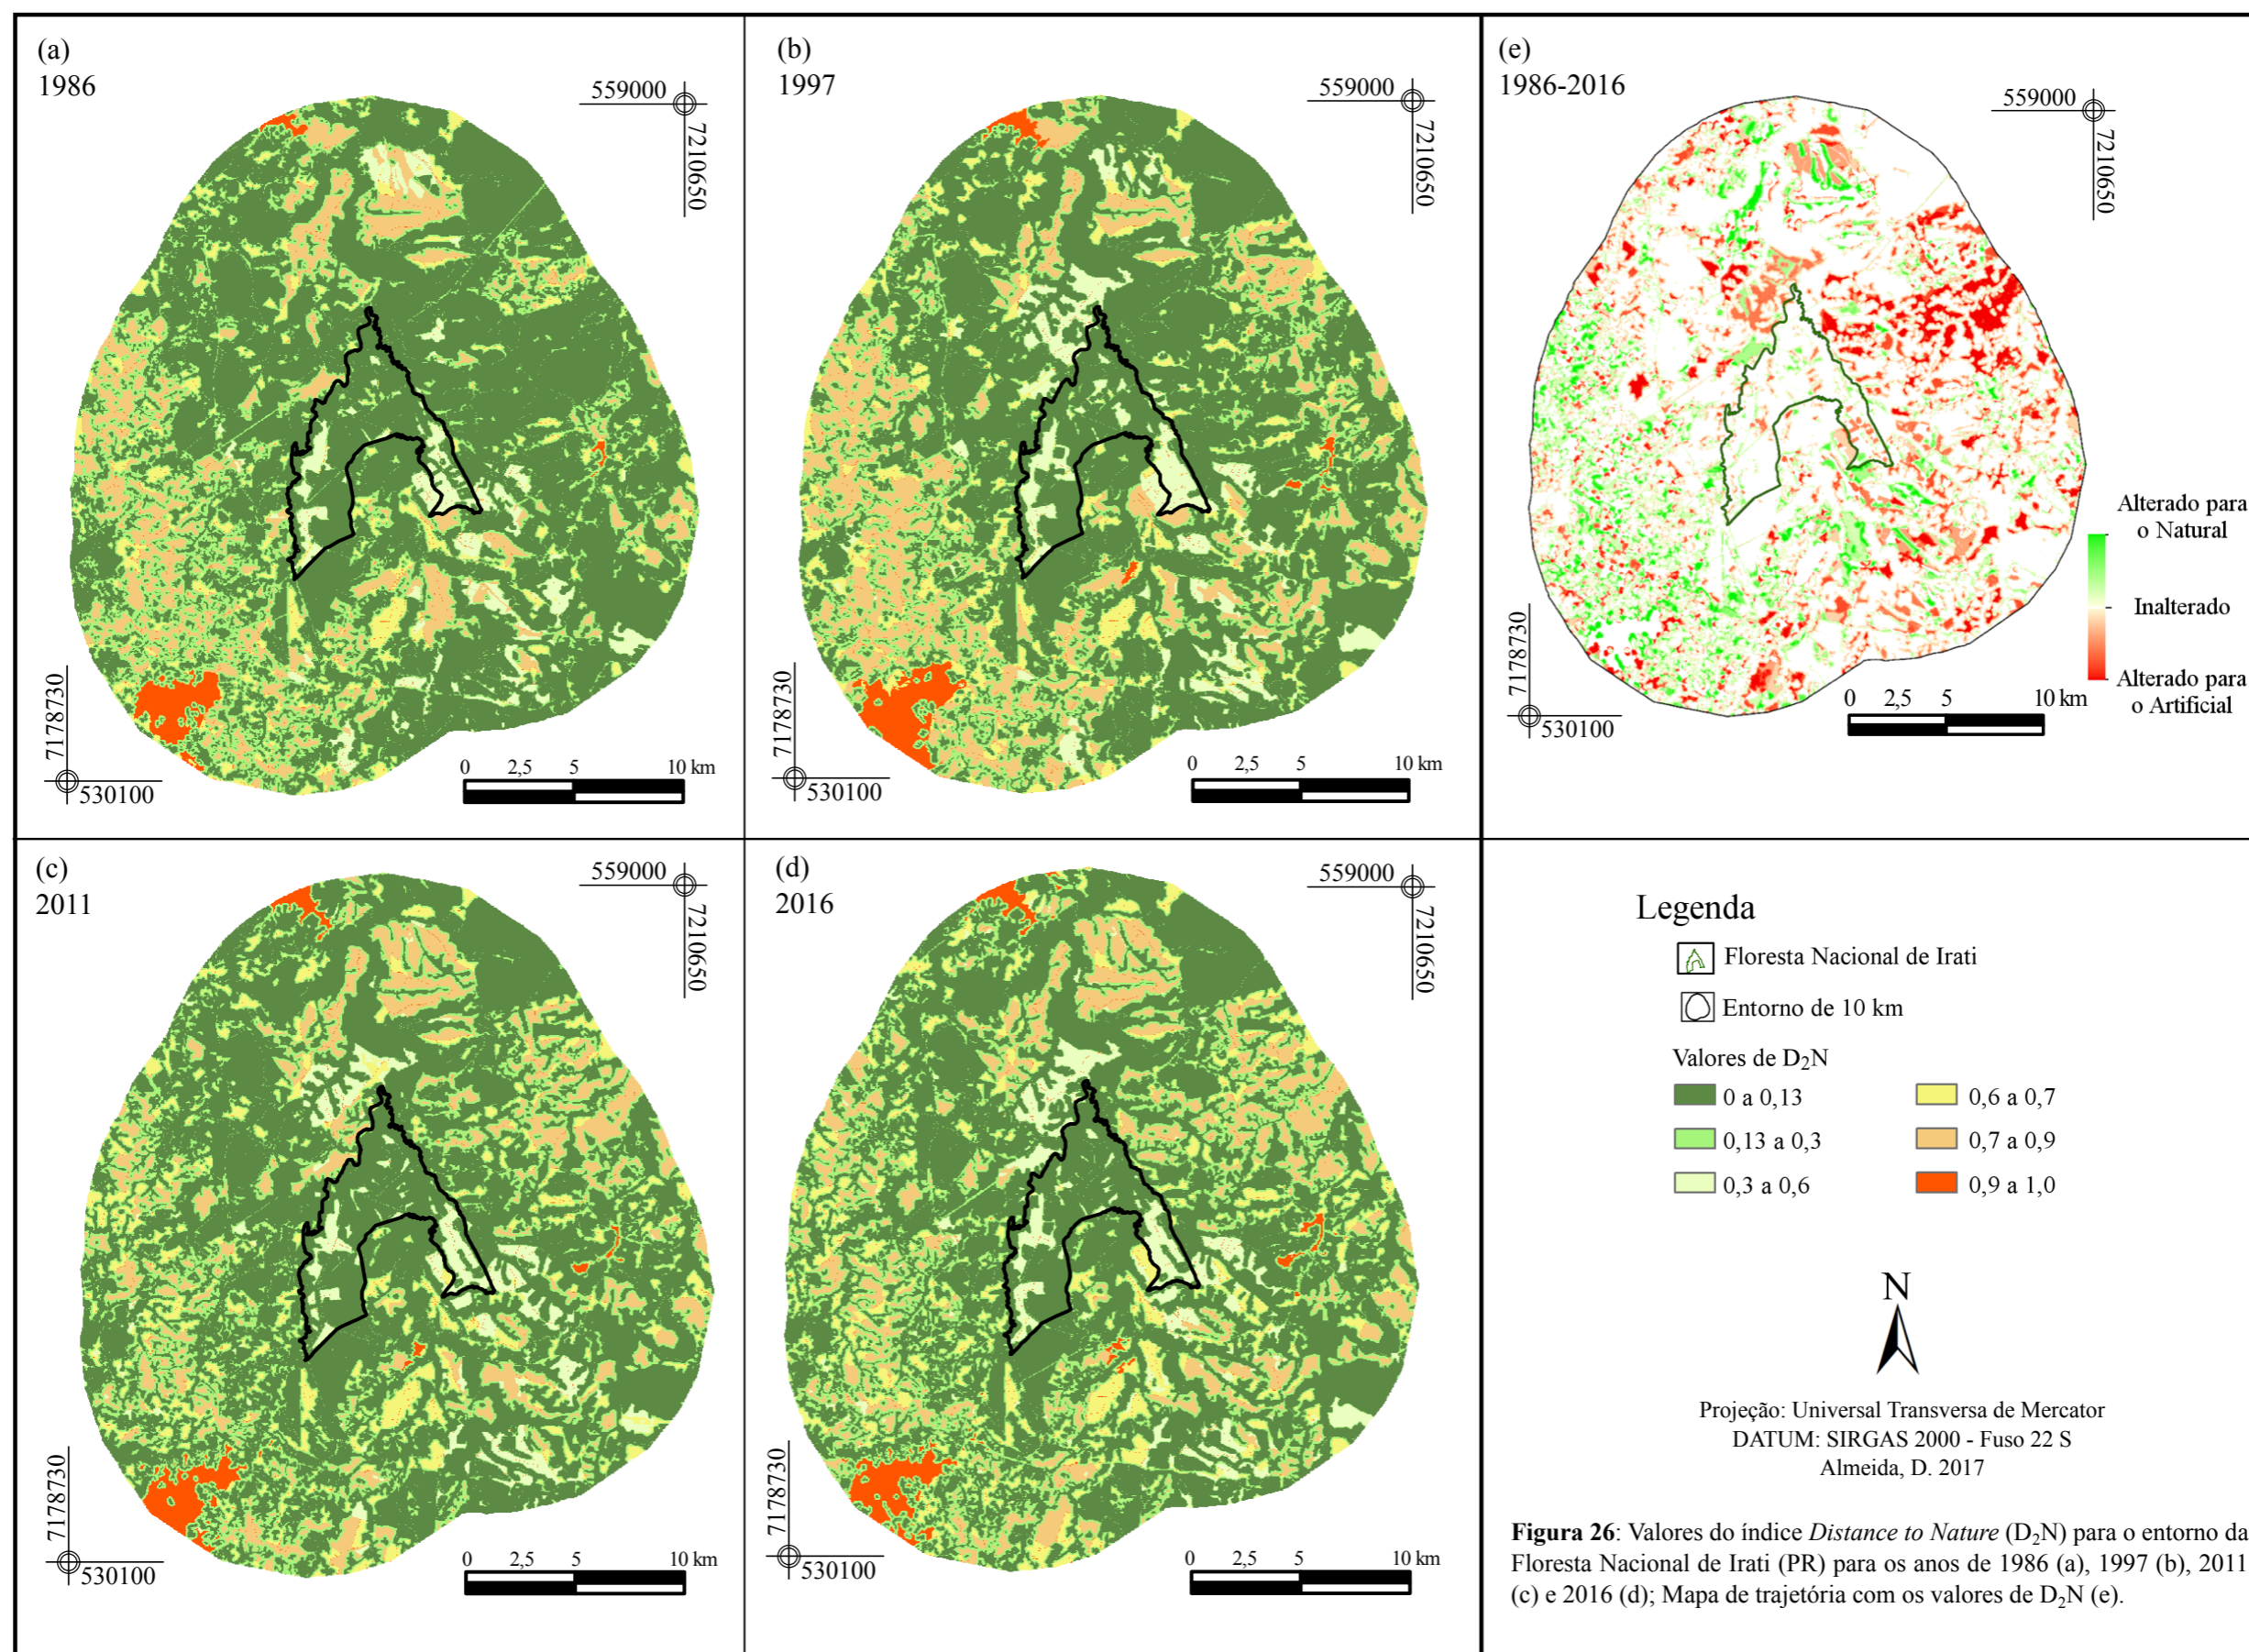 (a)
1986
559000
7210650
7178730
530100
0 2,5 5 10 km
(b)
1997
559000
7210650
7178730
530100
0 2,5 5 10 km
(e)
1986-2016
559000
7210650
7178730
530100
Alterado para
o Natural
Inalterado
Alterado para
o Artificial
0 2,5 5 10 km
(c)
2011
559000
7210650
7178730
530100
0 2,5 5 10 km
(d)
2016
559000
7210650
7178730
530100
0 2,5 5 10 km
Legenda
Floresta Nacional de Irati
Entorno de 10 km
Valores de D₂N
0 a 0,13
0,13 a 0,3
0,3 a 0,6
0,6 a 0,7
0,7 a 0,9
0,9 a 1,0
N
Projeção: Universal Transversa de Mercator
DATUM: SIRGAS 2000 - Fuso 22 S
Almeida, D. 2017
Figura 26: Valores do índice Distance to Nature (D₂N) para o entorno da
Floresta Nacional de Irati (PR) para os anos de 1986 (a), 1997 (b), 2011
(c) e 2016 (d); Mapa de trajetória com os valores de D₂N (e).